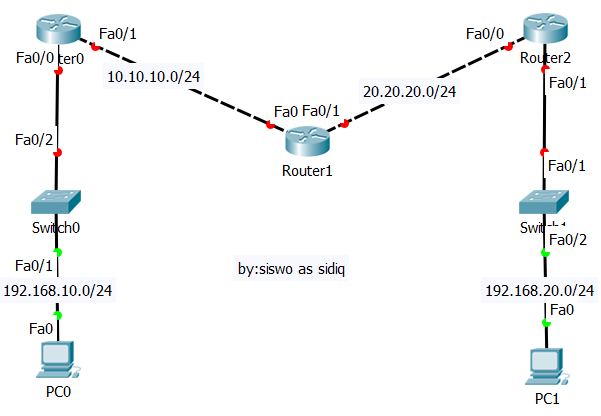 Fa0/1
Fa0/0
Fa0/0
ter0
Router2
10.10.10.0/24
20.20.20.0/24
Fa0/1
Fa0
Fa0/1
Fa0/2
Router1
Fa0/1
Switch0
Fa0/2
Fa0/1
by:siswo as sidiq
192.168.10.0/24
192.168.20.0/24
Fa0
Fa0
PC0
PC1